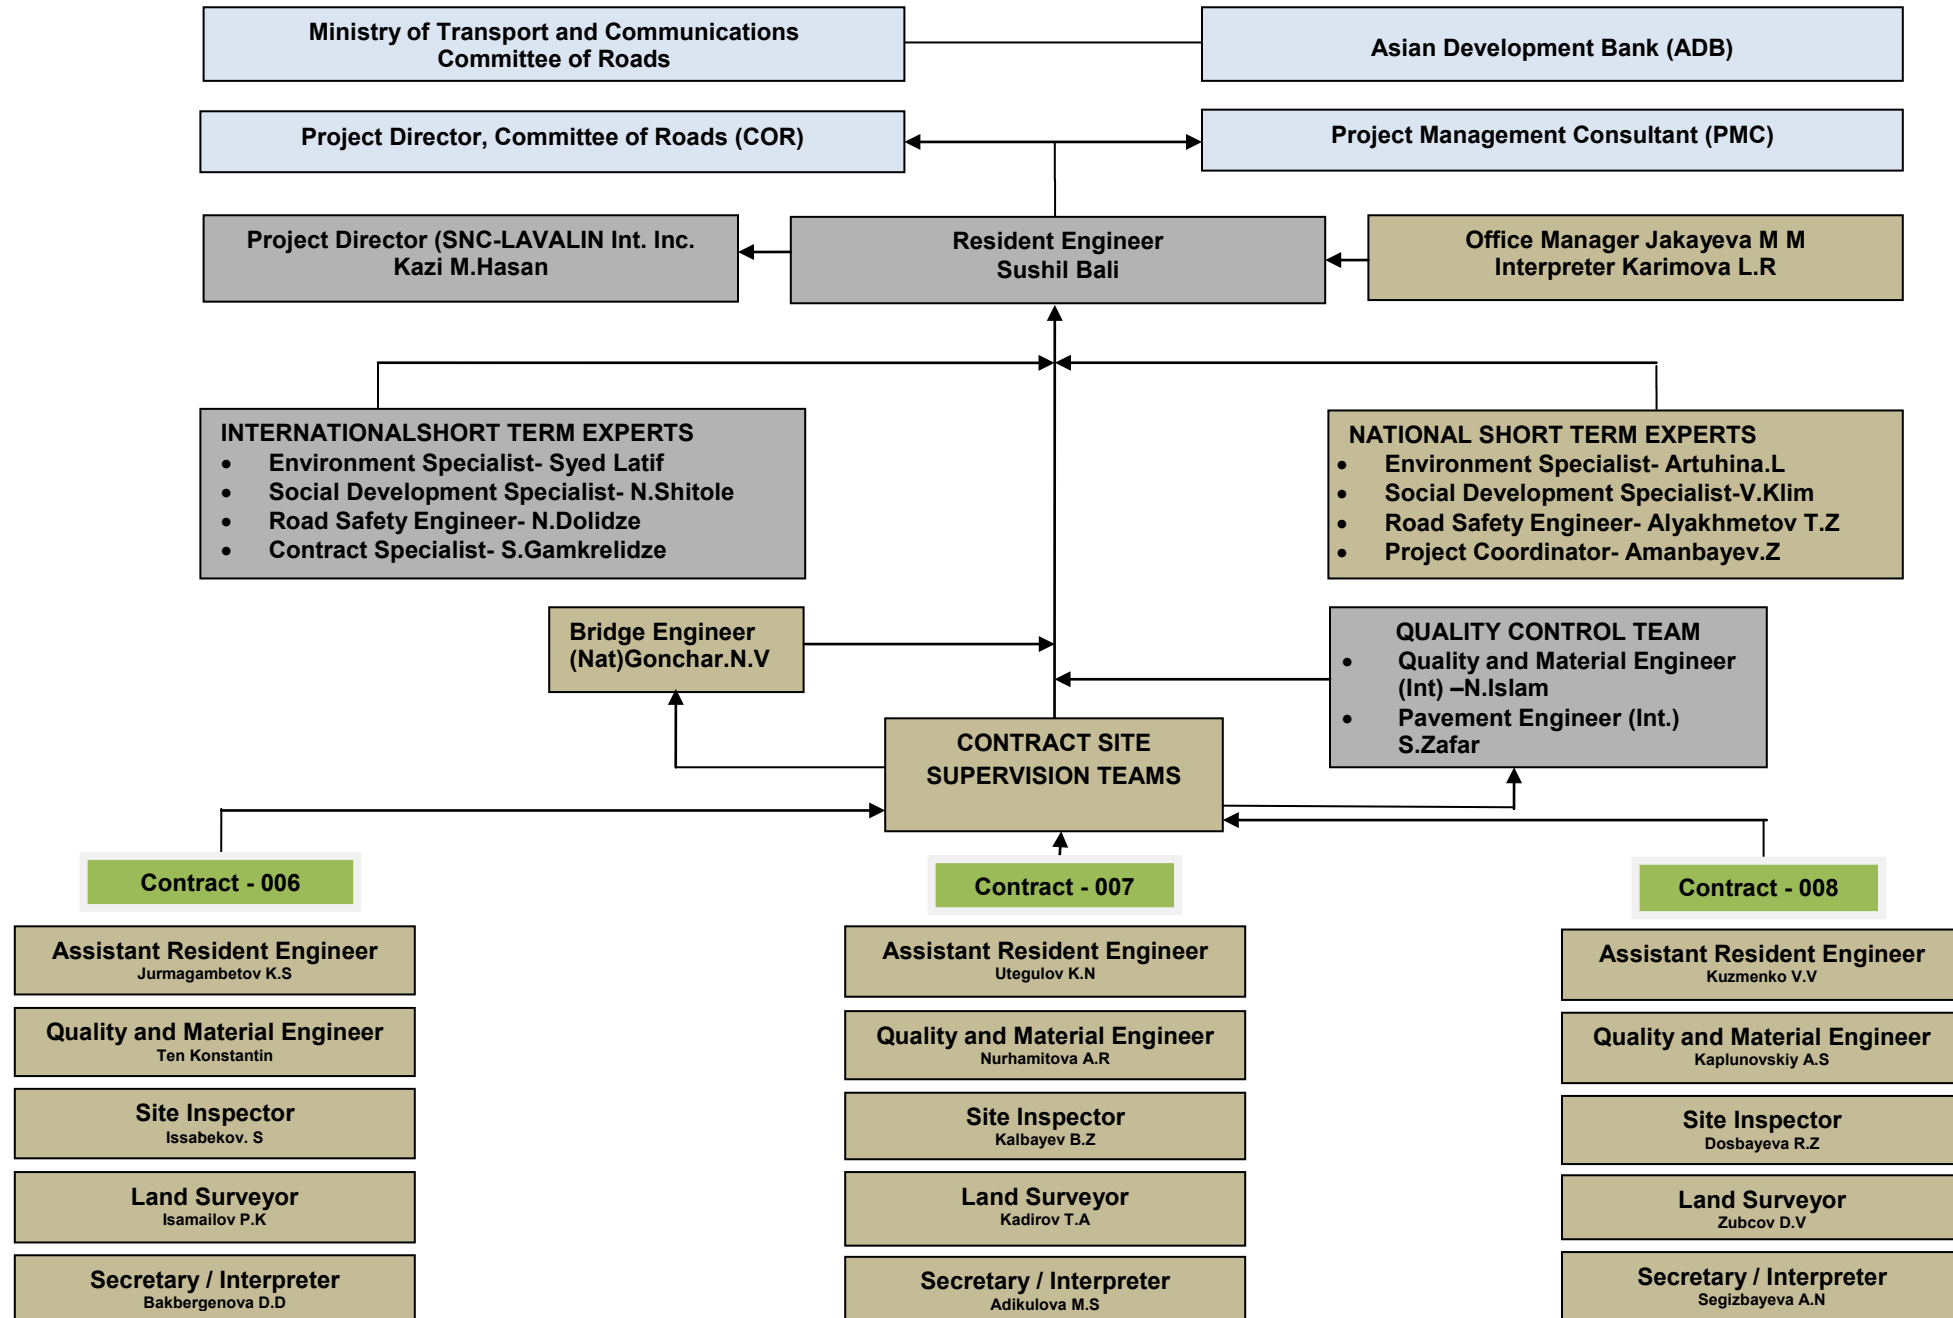 Ministry of Transport and Communications
Committee of Roads
Asian Development Bank (ADB)
Project Director, Committee of Roads (COR)
Project Management Consultant (PMC)
Project Director (SNC-LAVALIN Int. Inc.
Kazi M.Hasan
Resident Engineer
Sushil Bali
Office Manager Jakayeva M M
Interpreter Karimova L.R
INTERNATIONALSHORT TERM EXPERTS
• Environment Specialist- Syed Latif
• Social Development Specialist- N.Shitole
• Road Safety Engineer- N.Dolidze
• Contract Specialist- S.Gamkrelidze
NATIONAL SHORT TERM EXPERTS
• Environment Specialist- Artuhina.L
• Social Development Specialist-V.Klim
• Road Safety Engineer- Alyakhmetov T.Z
• Project Coordinator- Amanbayev.Z
Bridge Engineer
(Nat)Gonchar.N.V
QUALITY CONTROL TEAM
• Quality and Material Engineer
(Int) –N.Islam
• Pavement Engineer (Int.)
S.Zafar
CONTRACT SITE
SUPERVISION TEAMS
Contract - 006
Assistant Resident Engineer
Jurmagambetov K.S
Quality and Material Engineer
Ten Konstantin
Site Inspector
Issabekov. S
Land Surveyor
Isamailov P.K
Secretary / Interpreter
Bakbergenova D.D
Contract - 007
Assistant Resident Engineer
Utegulov K.N
Quality and Material Engineer
Nurhamitova A.R
Site Inspector
Kalbayev B.Z
Land Surveyor
Kadirov T.A
Secretary / Interpreter
Adikulova M.S
Contract - 008
Assistant Resident Engineer
Kuzmenko V.V
Quality and Material Engineer
Kaplunovskiy A.S
Site Inspector
Dosbayeva R.Z
Land Surveyor
Zubcov D.V
Secretary / Interpreter
Segizbayeva A.N